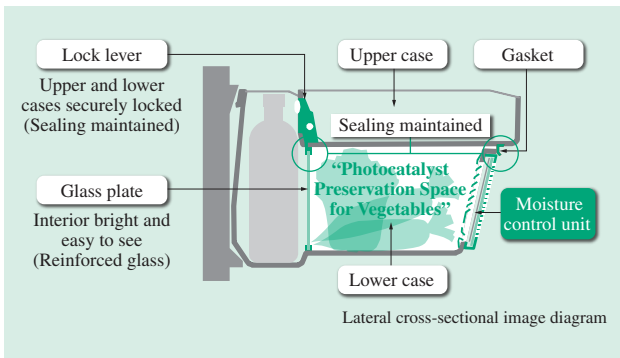 Lock lever
Upper and lower
cases securely locked
(Sealing maintained)
Upper case
Gasket
Sealing maintained
“Photocatalyst
Preservation Space
for Vegetables”
Glass plate
Interior bright and
easy to see
(Reinforced glass)
Moisture
control unit
Lower case
Lateral cross-sectional image diagram